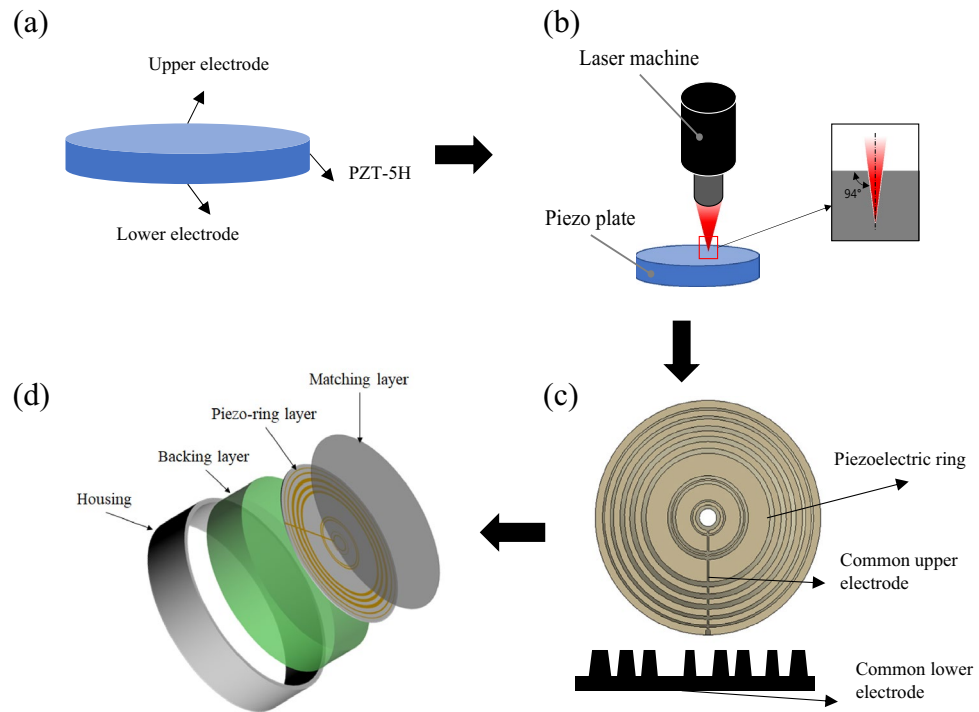 (a)
Upper electrode
PZT-5H
Lower electrode
(b)
Laser machine
94°
Piezo plate
(c)
Piezoelectric ring
Common upper
electrode
Common lower
electrode
(d)
Matching layer
Piezo-ring layer
Backing layer
Housing